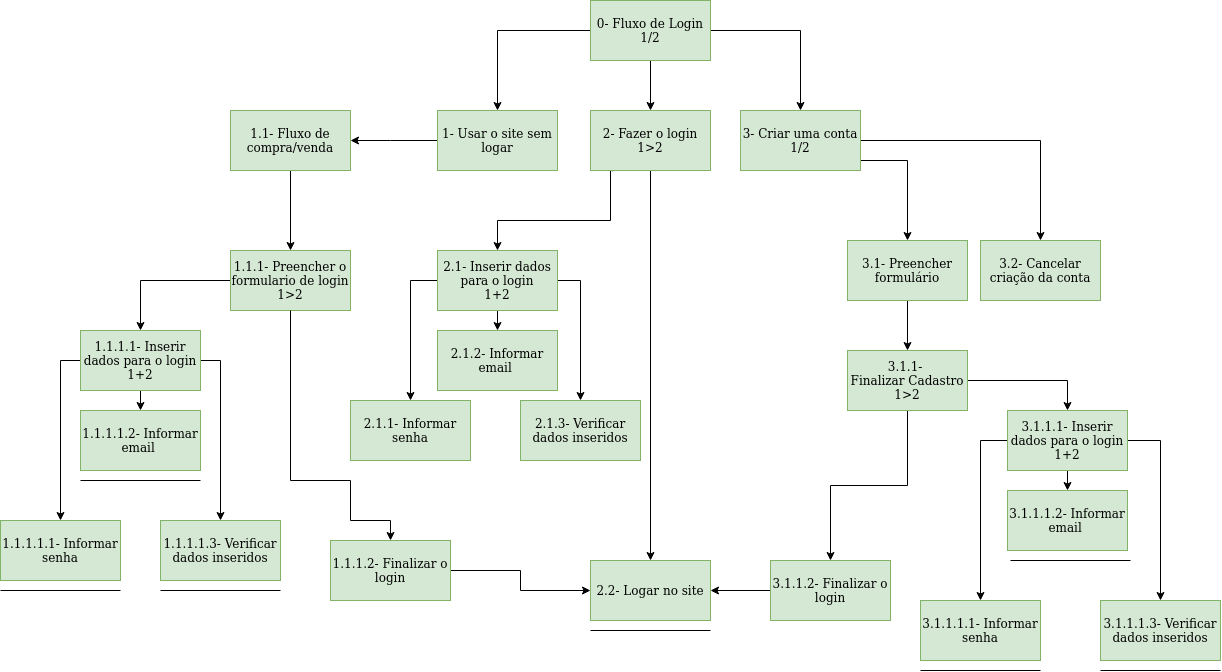 0- Fluxo de Login
1/2
1.1- Fluxo de
compra/venda
1- Usar o site sem
logar
2- Fazer o login
1>2
3- Criar uma conta
1/2
1.1.1- Preencher o
formulario de login
1>2
2.1- Inserir dados
para o login
1+2
3.1- Preencher
formulário
3.2- Cancelar
criação da conta
1.1.1.1- Inserir
dados para o login
1+2
2.1.2- Informar
email
3.1.1-
Finalizar Cadastro
1>2
1.1.1.1.2- Informar
email
2.1.1- Informar
senha
2.1.3- Verificar
dados inseridos
3.1.1.1- Inserir
dados para o login
1+2
3.1.1.1.2- Informar
email
1.1.1.1.1- Informar
senha
1.1.1.1.3- Verificar
dados inseridos
1.1.1.2- Finalizar o
login
2.2- Logar no site
3.1.1.2- Finalizar o
login
3.1.1.1.1- Informar
senha
3.1.1.1.3- Verificar
dados inseridos